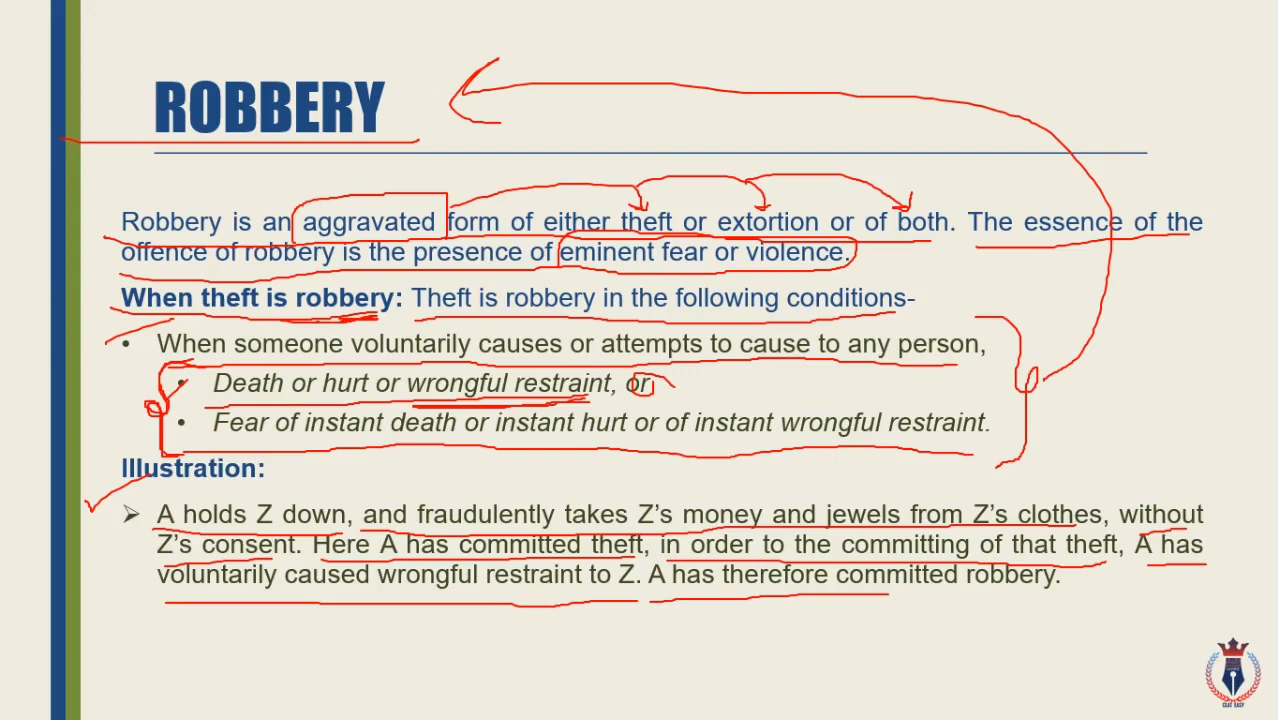 ROBBERY
Robbery is an aggravated form of either theft or extortion or of both. The essence of the
offence of robbery is the presence of eminent fear or violence.
When theft is robbery: Theft is robbery in the following conditions-
• When someone voluntarily causes or attempts to cause to any person,
• Death or hurt or wrongful restraint, or
• Fear of instant death or instant hurt or of instant wrongful restraint.
Illustration:
➢ A holds Z down, and fraudulently takes Z's money and jewels from Z's clothes, without
Z's consent. Here A has committed theft, in order to the committing of that theft, A has
voluntarily caused wrongful restraint to Z. A has therefore committed robbery.
CLAT EASY